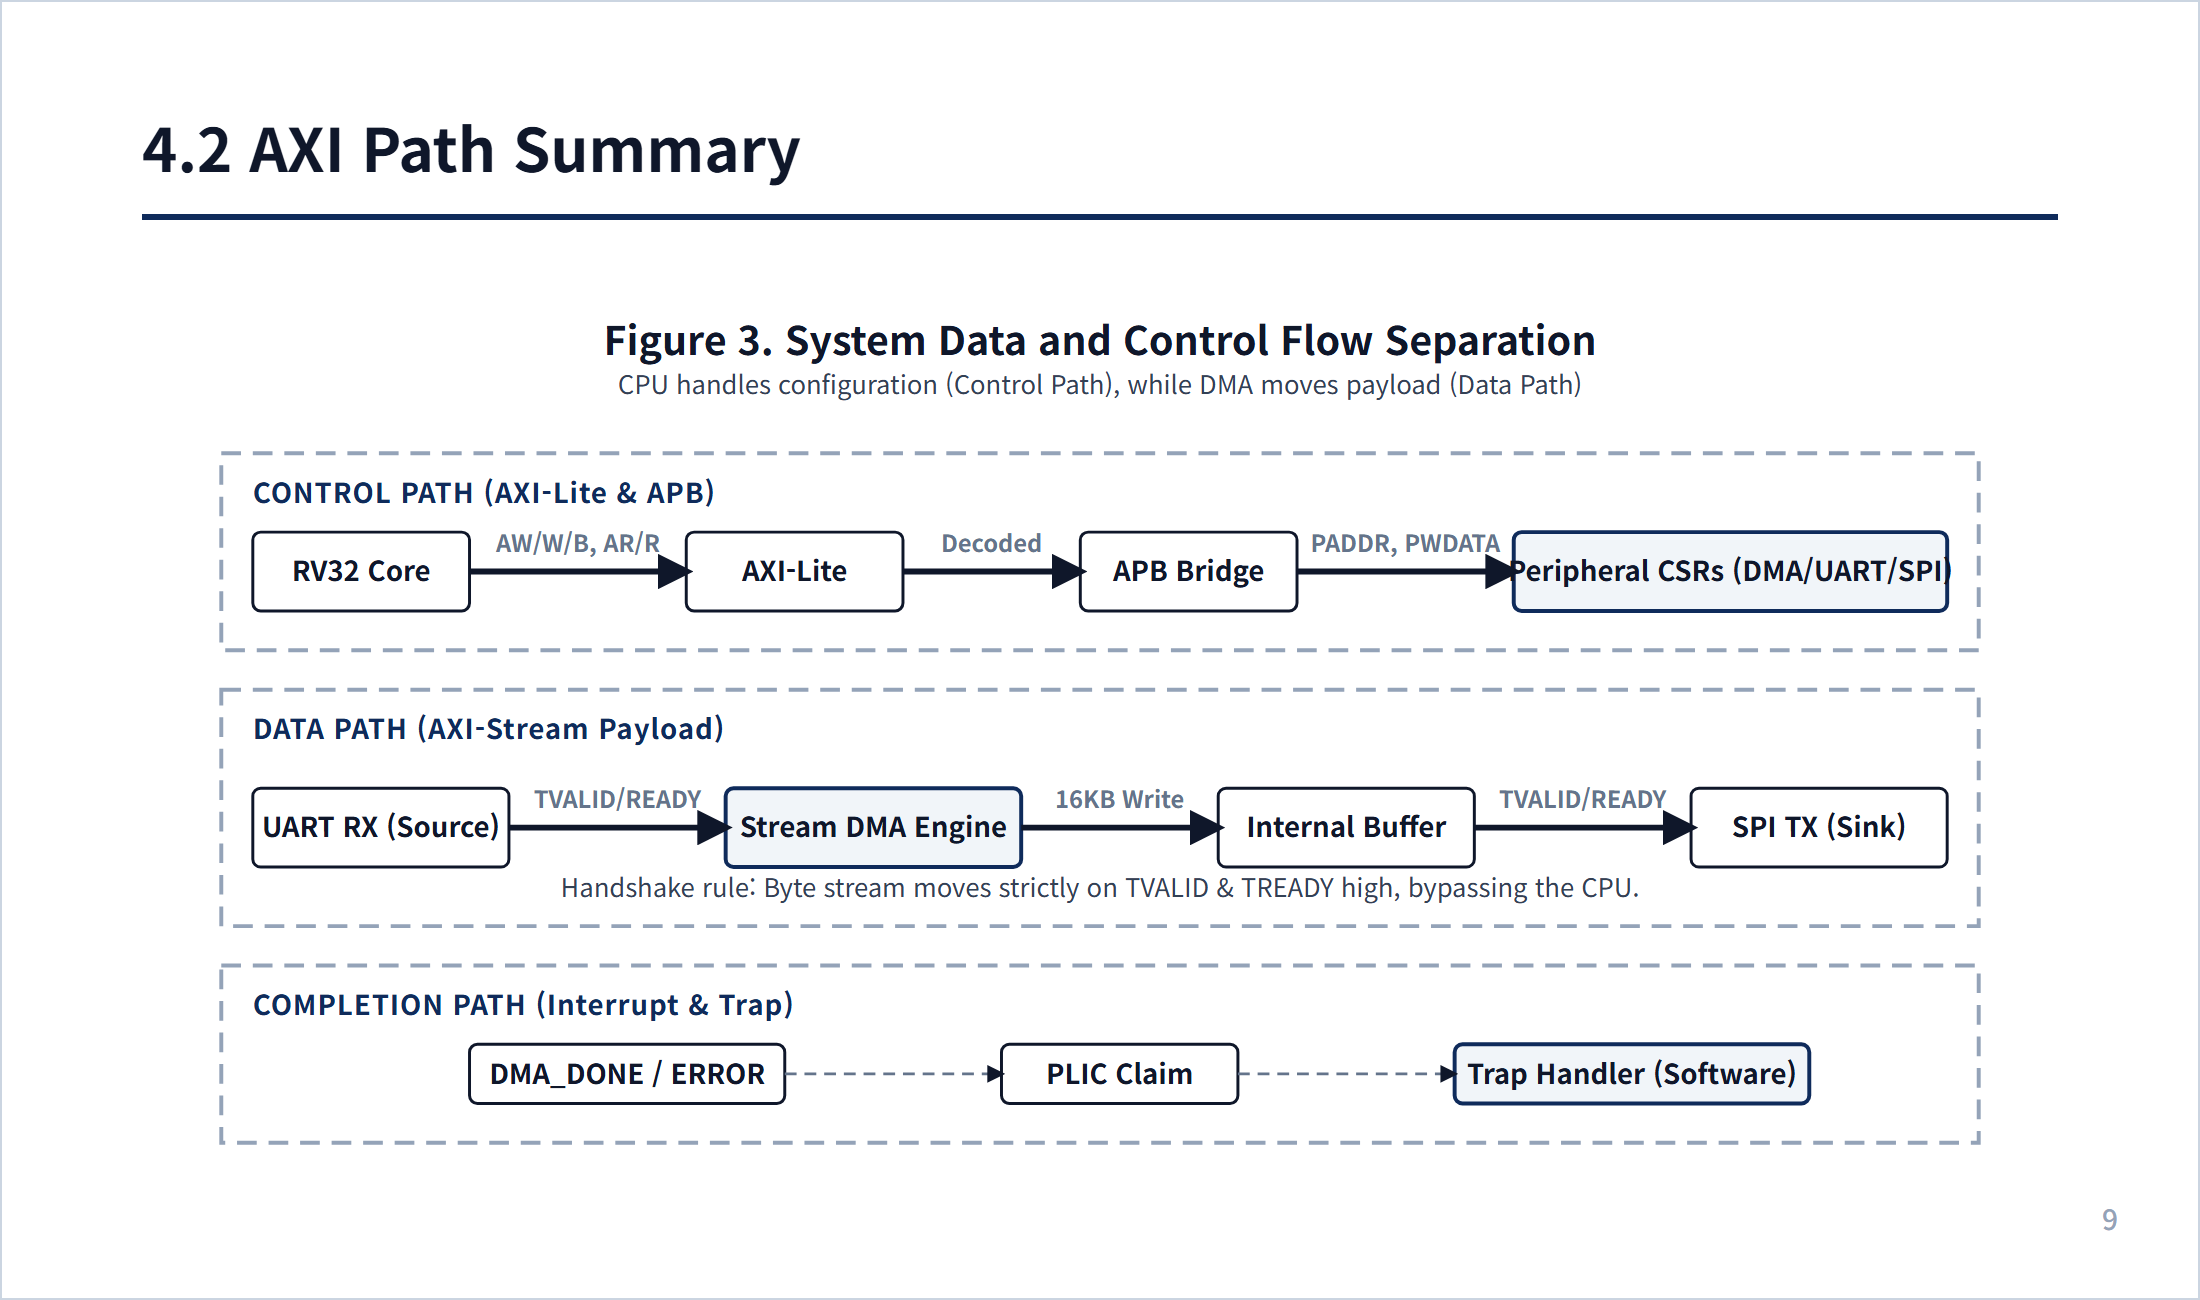 4.2 AXI Path Summary
Figure 3. System Data and Control Flow Separation
CPU handles configuration (Control Path), while DMA moves payload (Data Path)
CONTROL PATH (AXI-Lite & APB)
RV32 Core
AW/W/B, AR/R
AXI-Lite
Decoded
APB Bridge
PADDR, PWDATA
Peripheral CSRs (DMA/UART/SPI)
DATA PATH (AXI-Stream Payload)
UART RX (Source)
TVALID/READY
Stream DMA Engine
16KB Write
Internal Buffer
TVALID/READY
SPI TX (Sink)
Handshake rule: Byte stream moves strictly on TVALID & TREADY high, bypassing the CPU.
COMPLETION PATH (Interrupt & Trap)
DMA_DONE / ERROR
PLIC Claim
Trap Handler (Software)
9